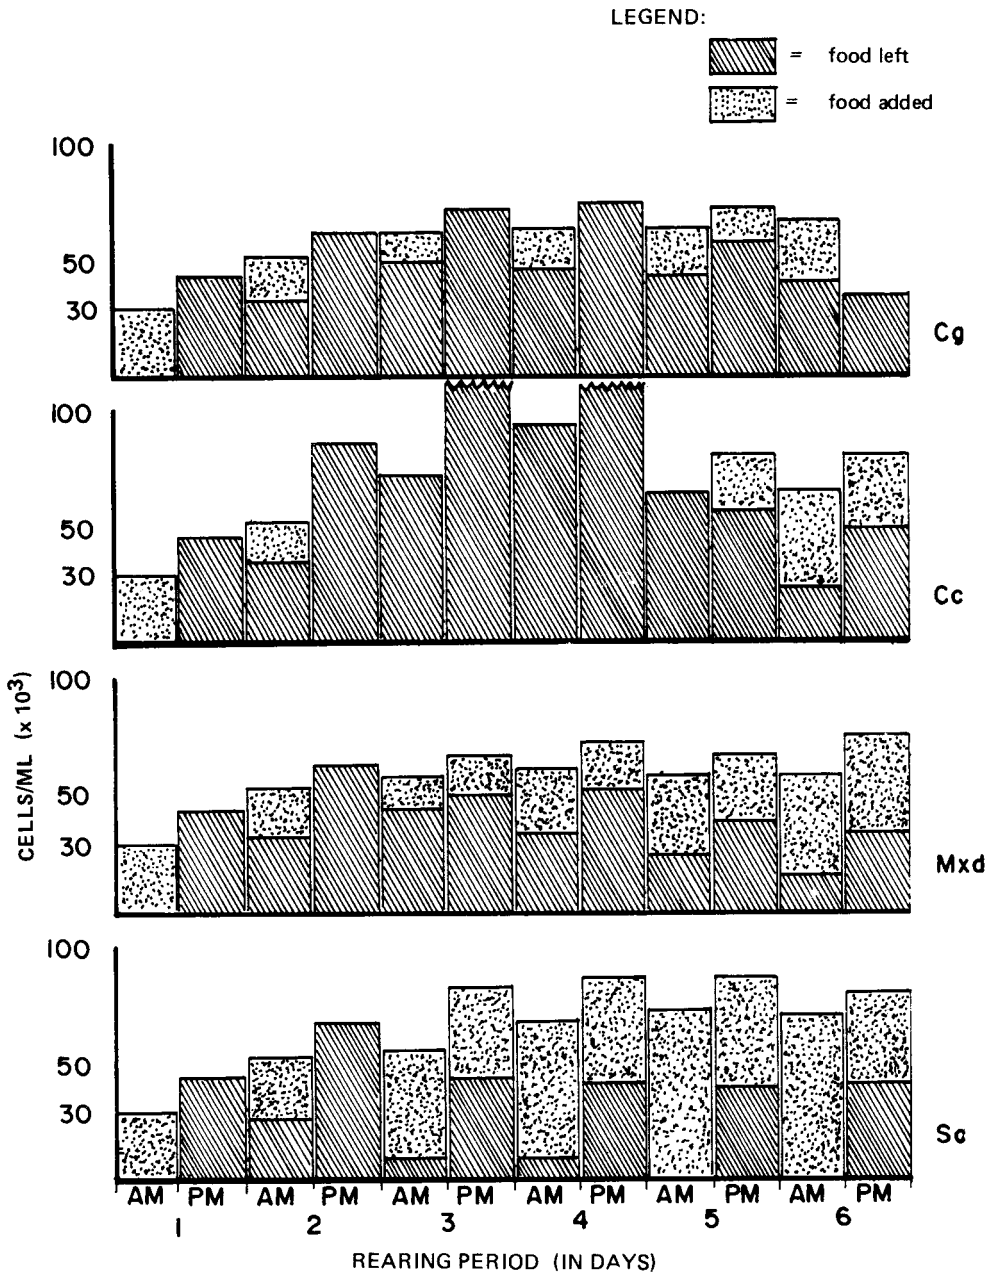 LEGEND:
= food left
= food added
100
50
30
Cg
100
50
30
Cc
100
50
30
Mxd
CELLS/ML (x 10³)
100
50
30
Sc
AM PM AM PM AM PM AM PM AM PM AM PM
1 2 3 4 5 6
REARING PERIOD (IN DAYS)